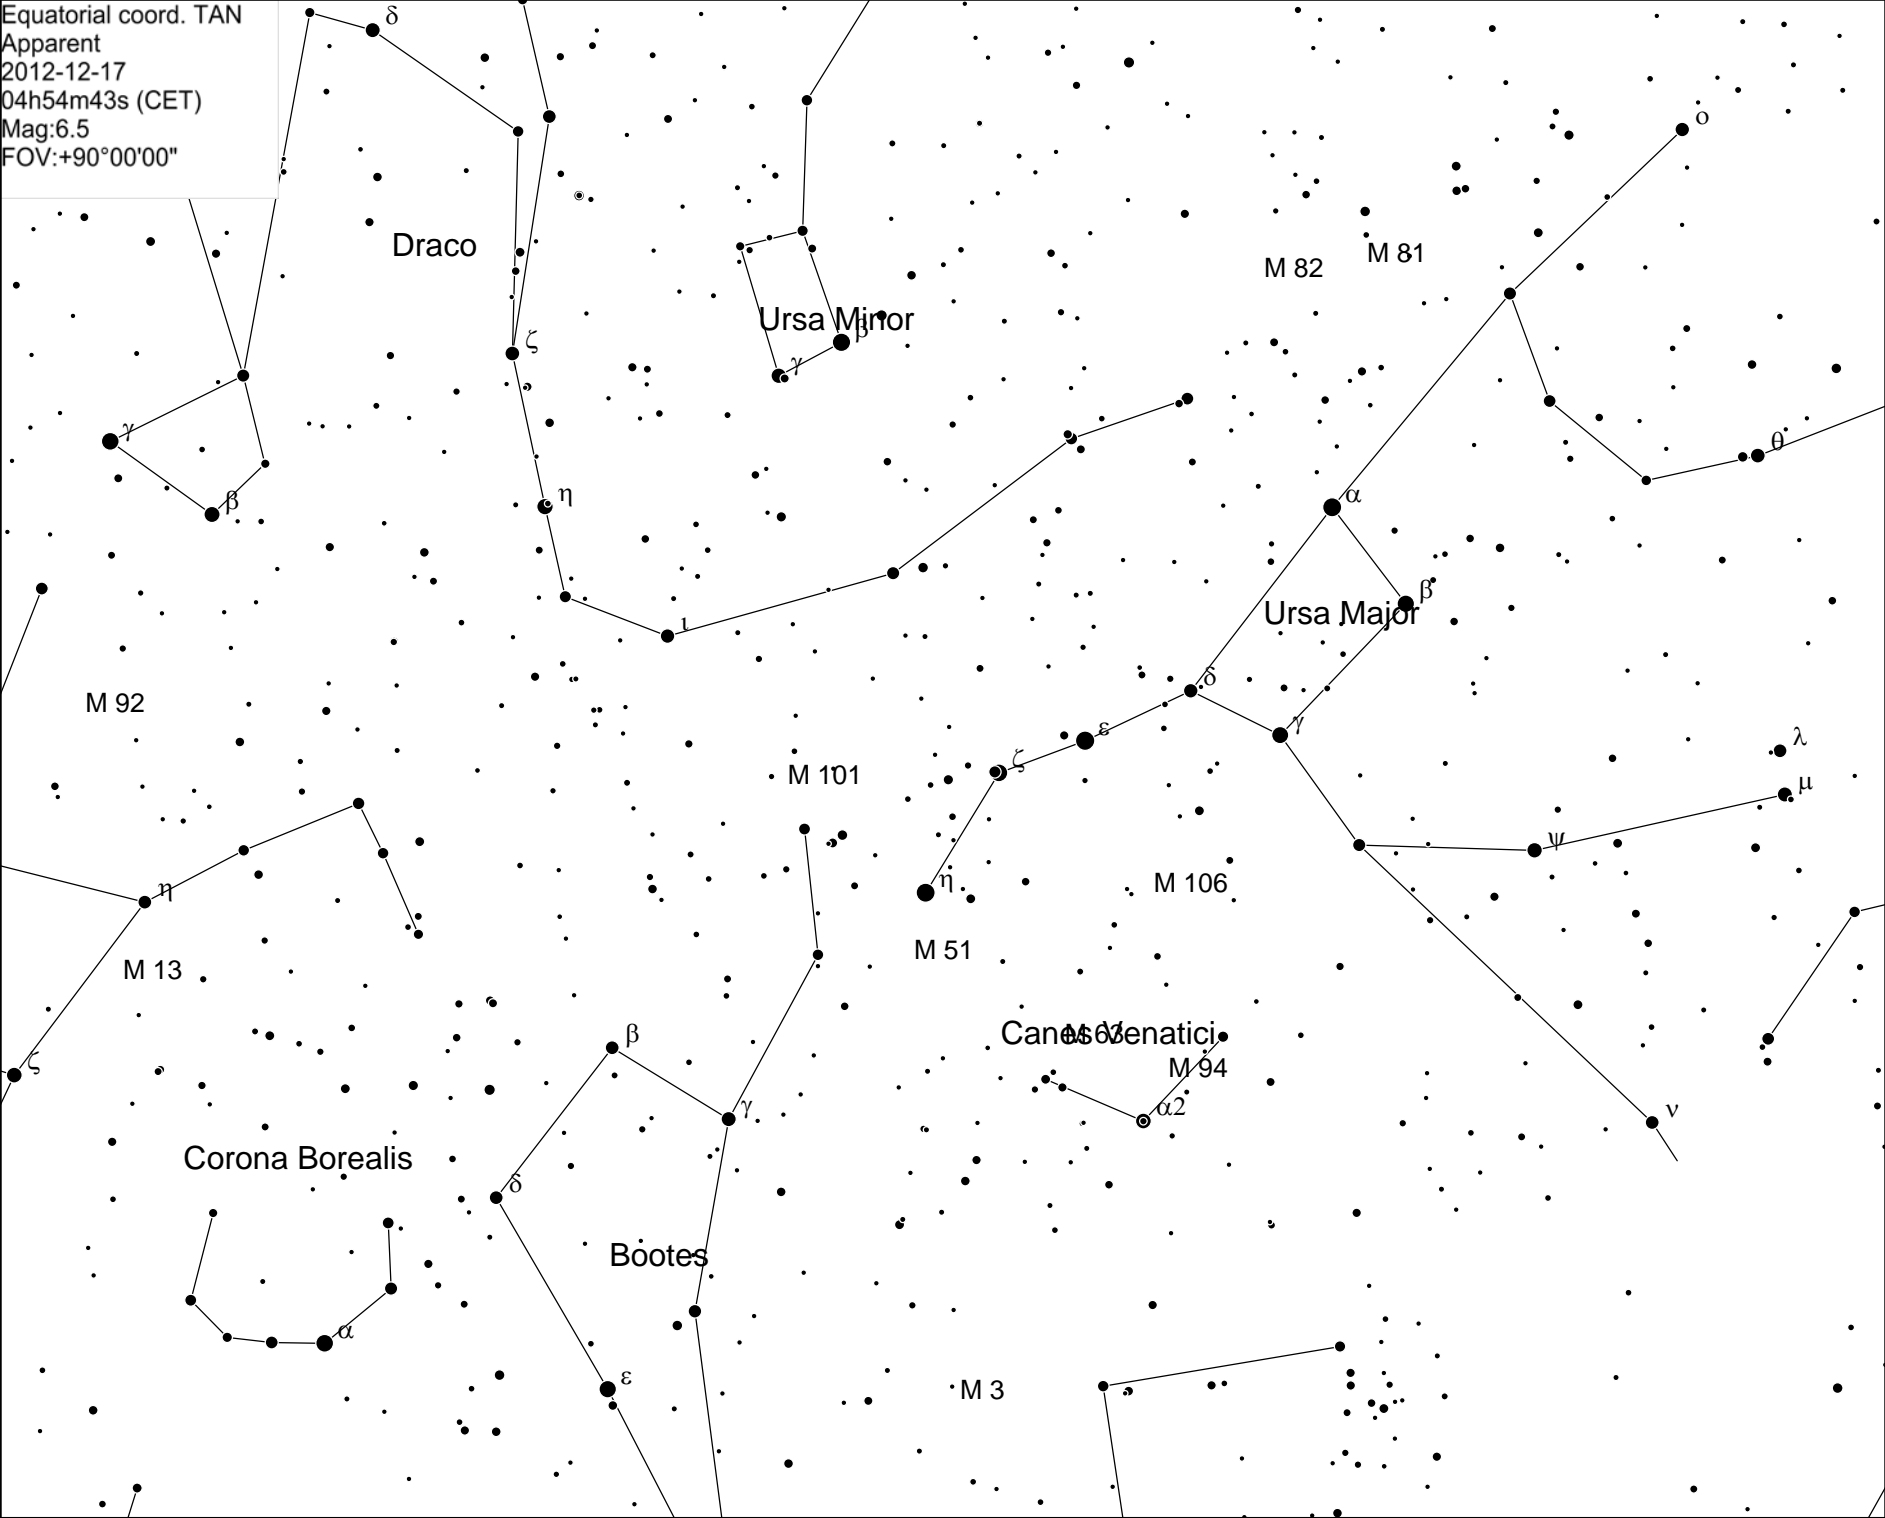 Equatorial coord. TAN
Apparent
2012-12-17
04h54m43s (CET)
Mag:6.5
FOV:+90°00'00"
δ
ο
Draco
M 81
M 82
Ursa Minor
β
ζ
γ
γ
θ
β
η
α
β
Ursa Major
ι
δ
M 92
γ
ε
λ
ζ
M 101
μ
ψ
η
M 106
η
M 51
M 13
β
Canes Venatici
M 63
ζ
M 94
γ
α2
ν
Corona Borealis
δ
Bootes
α
ε
M 3